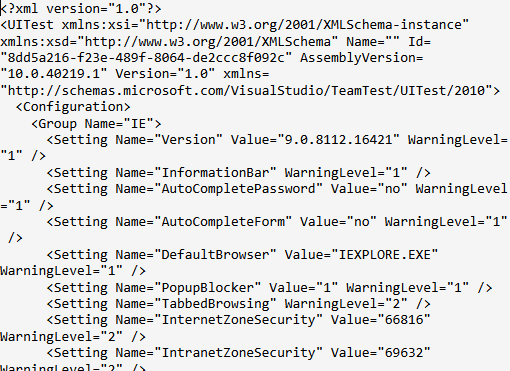 <?xml version="1.0"?>
<UITest xmlns:xsi="http://www.w3.org/2001/XMLSchema-instance"
xmlns:xsd="http://www.w3.org/2001/XMLSchema" Name="" Id=
"8dd5a216-f23e-489f-8064-de2ccc8f092c" AssemblyVersion=
"10.0.40219.1" Version="1.0" xmlns=
"http://schemas.microsoft.com/VisualStudio/TeamTest/UITest/2010">
  <Configuration>
    <Group Name="IE">
      <Setting Name="Version" Value="9.0.8112.16421" WarningLevel=
"1" />
      <Setting Name="InformationBar" WarningLevel="1" />
      <Setting Name="AutoCompletePassword" Value="no" WarningLevel
="1" />
      <Setting Name="AutoCompleteForm" Value="no" WarningLevel="1"
 />
      <Setting Name="DefaultBrowser" Value="IEXPLORE.EXE"
WarningLevel="1" />
      <Setting Name="PopupBlocker" Value="1" WarningLevel="1" />
      <Setting Name="TabbedBrowsing" WarningLevel="2" />
      <Setting Name="InternetZoneSecurity" Value="66816"
WarningLevel="2" />
      <Setting Name="IntranetZoneSecurity" Value="69632"
WarningLevel="2" />